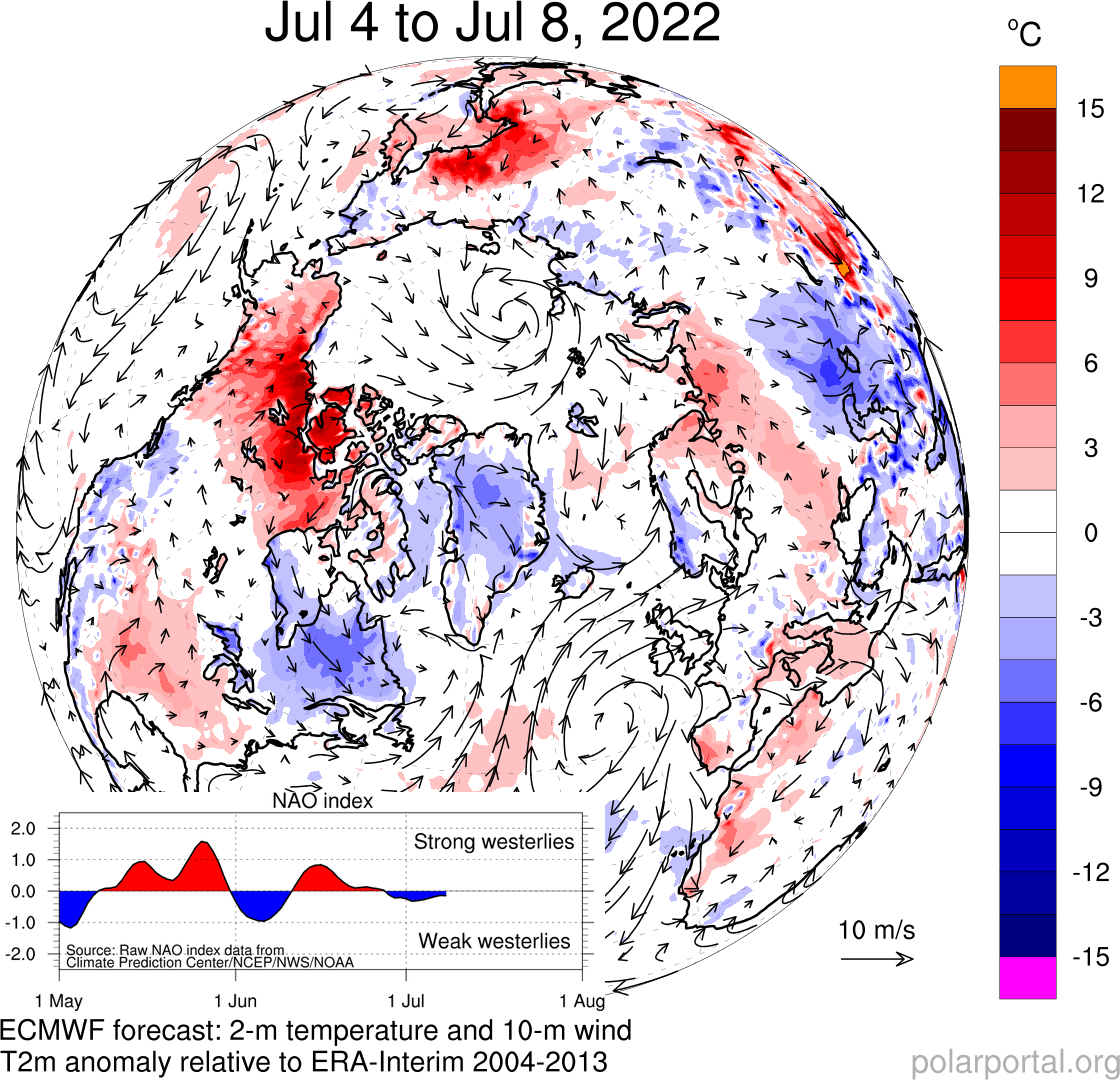 Jul 4 to Jul 8, 2022
°C
15
12
9
6
3
0
-3
-6
-9
-12
-15
10 m/s
NAO index
2.0
1.0
0.0
-1.0
-2.0
Strong westerlies
Weak westerlies
Source: Raw NAO index data from
Climate Prediction Center/NCEP/NWS/NOAA
1 May 1 Jun 1 Jul 1 Aug
ECMWF forecast: 2-m temperature and 10-m wind
T2m anomaly relative to ERA-Interim 2004-2013
polarportal.org